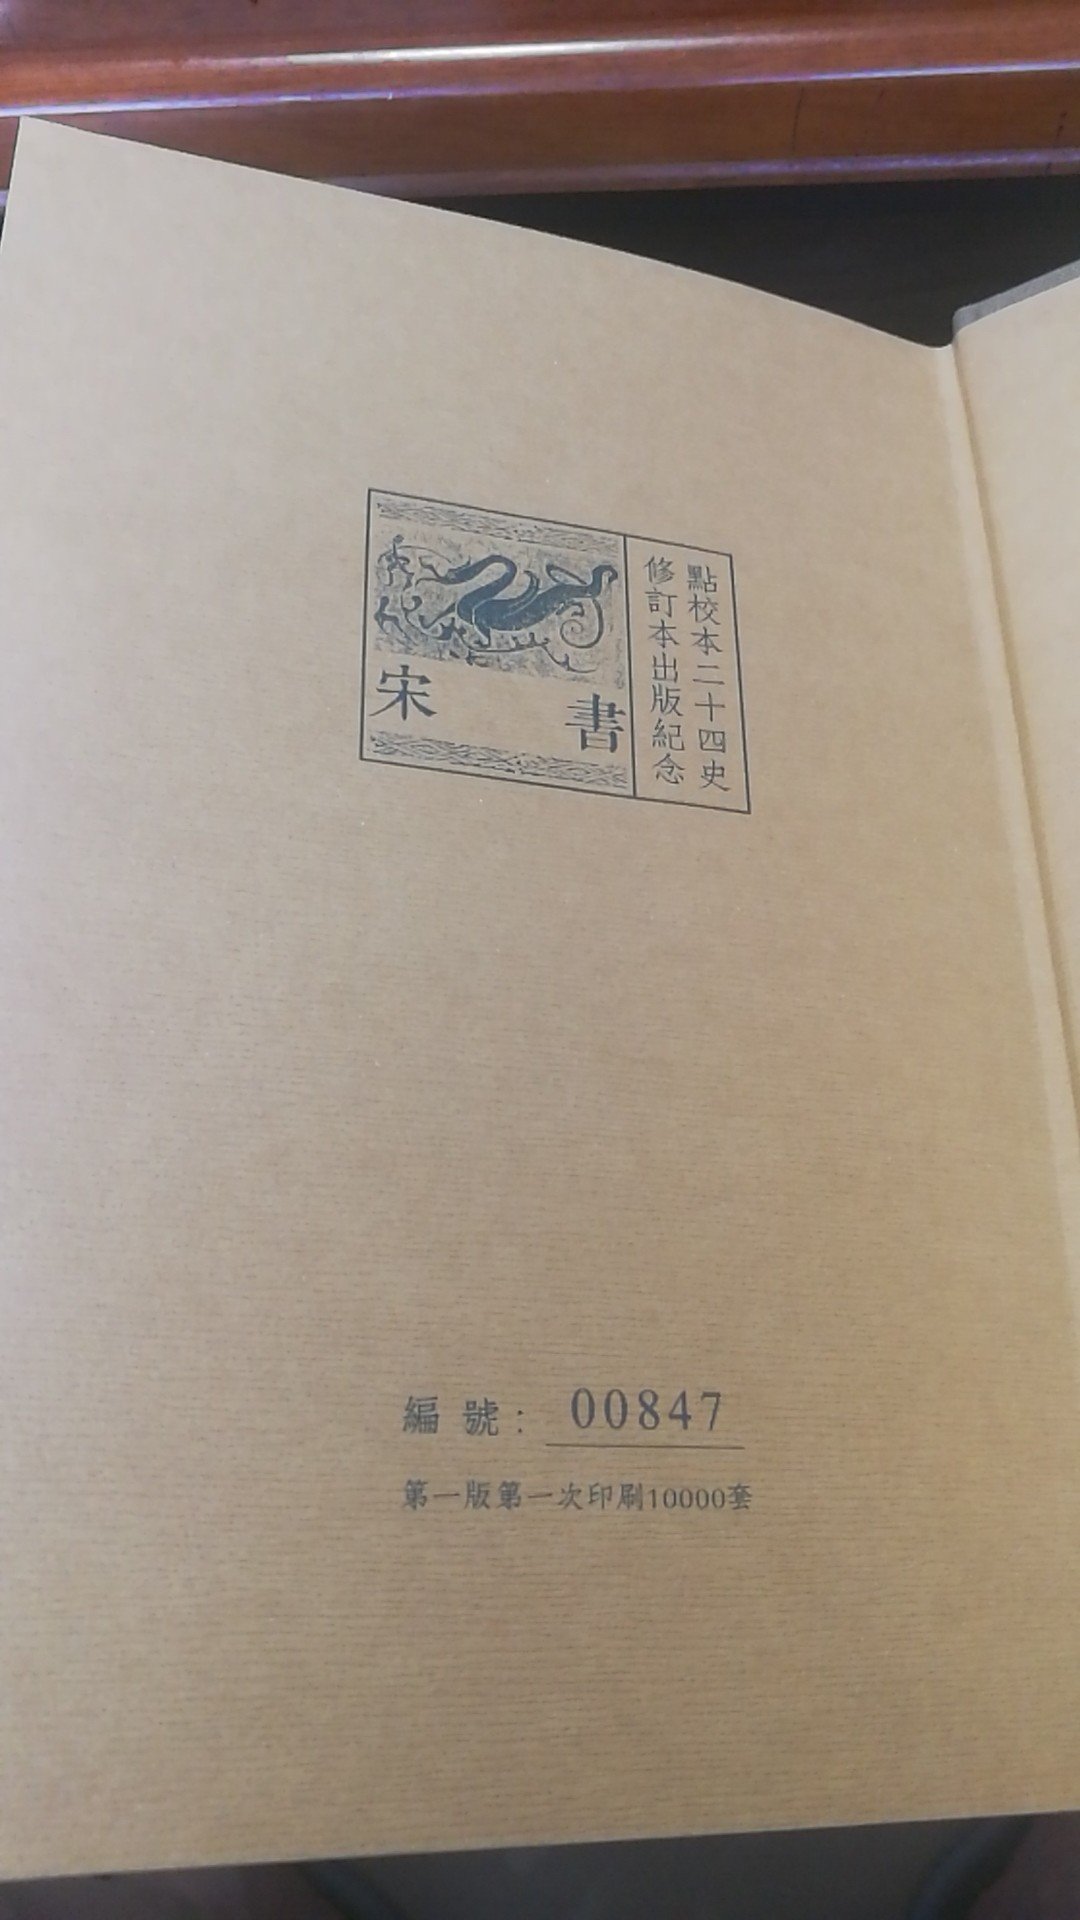 點校本二十四史
修訂本出版紀念
宋書
編號：00847
第一版第一次印刷10000套